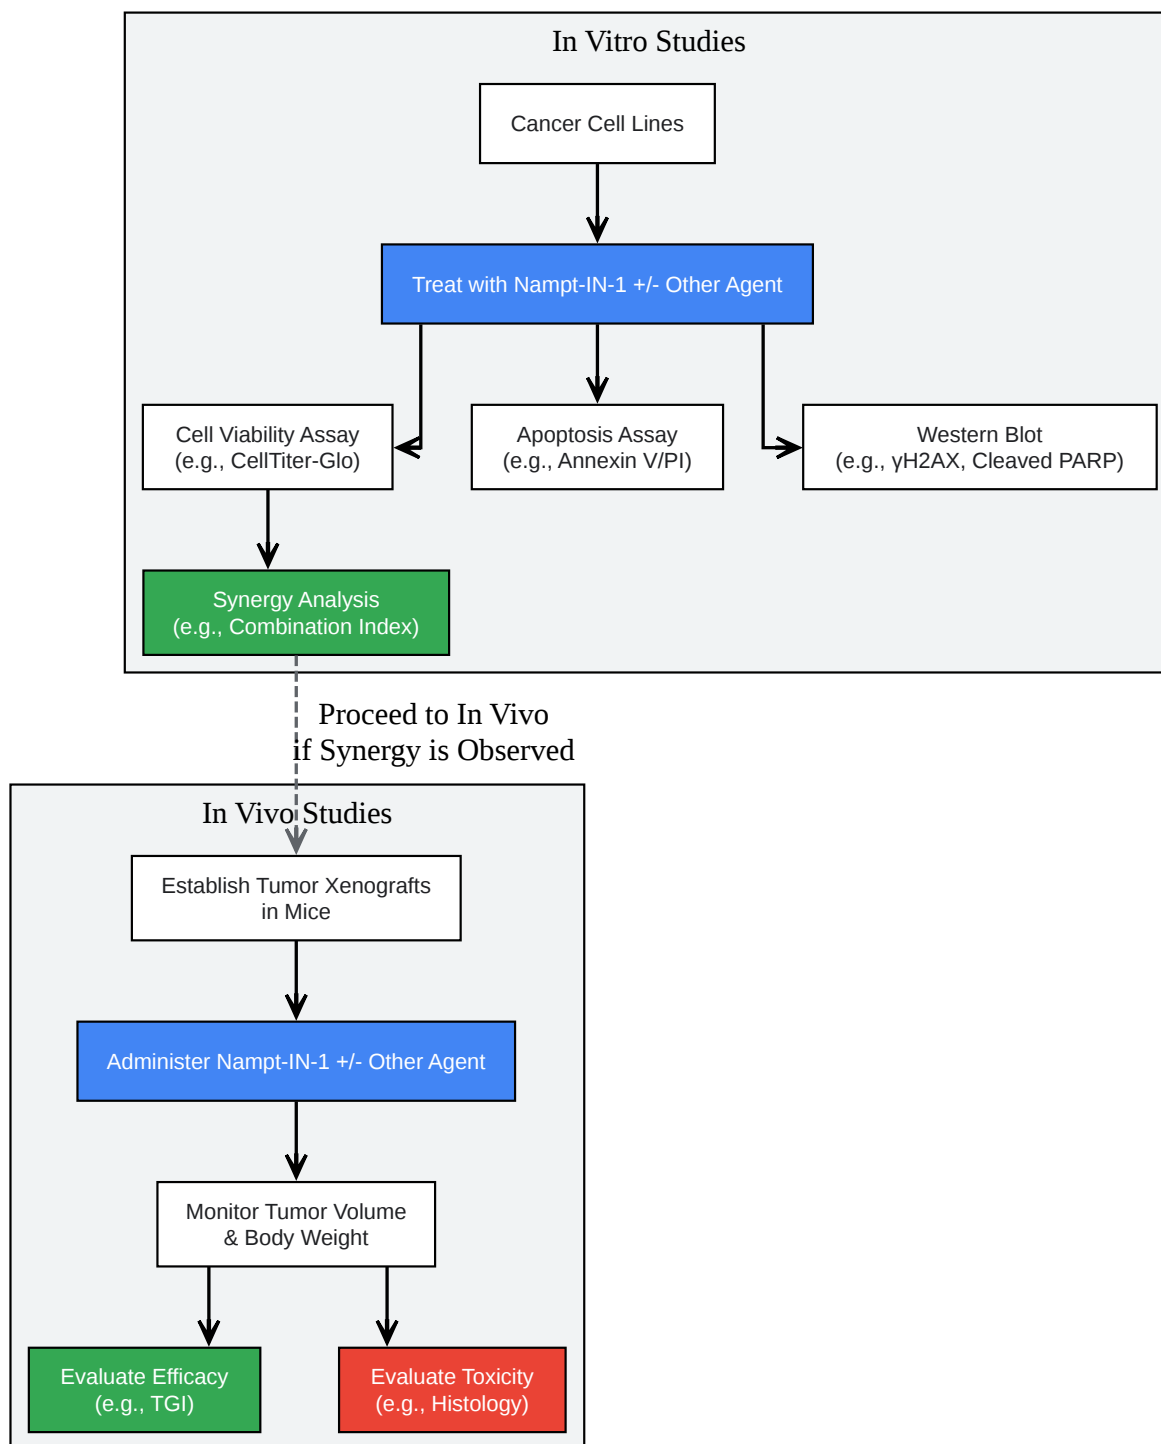 In Vitro Studies
Cancer Cell Lines
Treat with Nampt-IN-1 +/- Other Agent
Cell Viability Assay
(e.g., CellTiter-Glo)
Apoptosis Assay
(e.g., Annexin V/PI)
Western Blot
(e.g., γH2AX, Cleaved PARP)
Synergy Analysis
(e.g., Combination Index)
Proceed to In Vivo
if Synergy is Observed
In Vivo Studies
Establish Tumor Xenografts
in Mice
Administer Nampt-IN-1 +/- Other Agent
Monitor Tumor Volume
& Body Weight
Evaluate Efficacy
(e.g., TGI)
Evaluate Toxicity
(e.g., Histology)